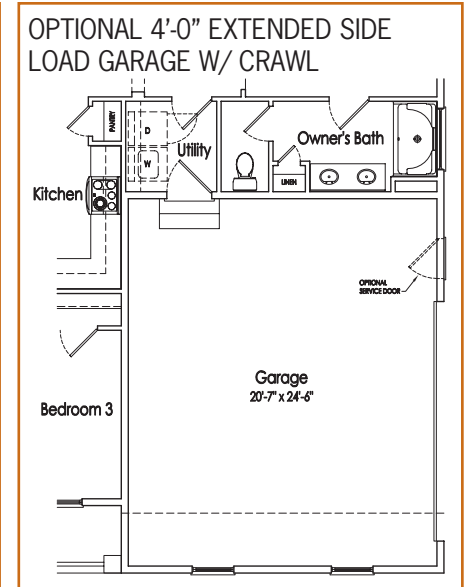 OPTIONAL 4'-0" EXTENDED SIDE
LOAD GARAGE W/ CRAWL
PANTRY
D
W
Utility
Owner's Bath
LINEN
Kitchen
OPTIONAL
SERVICE DOOR
Garage
20'-7" x 24'-6"
Bedroom 3